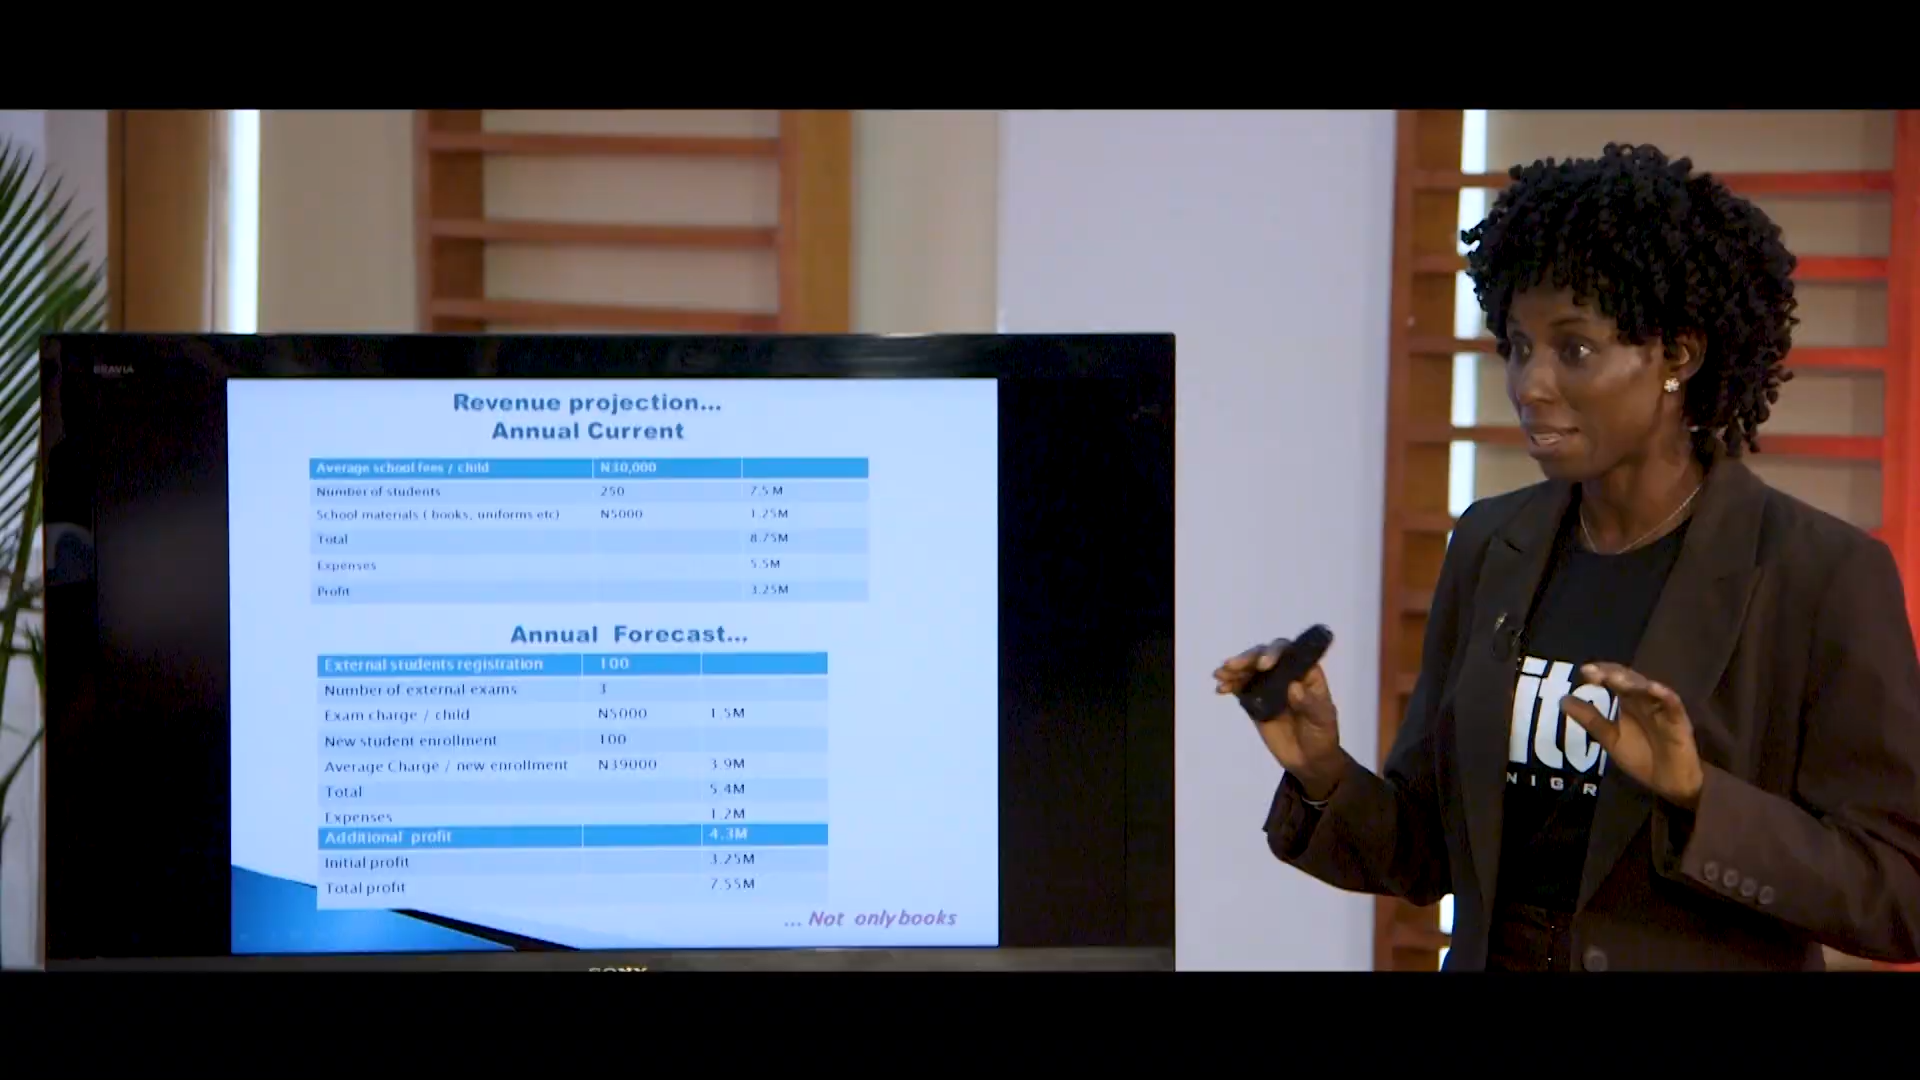 BRAVIA
Revenue projection...
Annual Current
Average school fees / child N30,000
Number of students 250 7.5 M
School materials ( books, uniforms etc) N5000 1.25M
Total 8.75M
Expenses 5.5M
Profit 3.25M
Annual Forecast...
External students registration 100
Number of external exams 3
Exam charge / child N5000 1.5M
New student enrollment 100
Average Charge / new enrollment N39000 3.9M
Total 5.4M
Expenses 1.2M
Additional profit 4.3M
Initial profit 3.25M
Total profit 7.55M
... Not only books
SONY